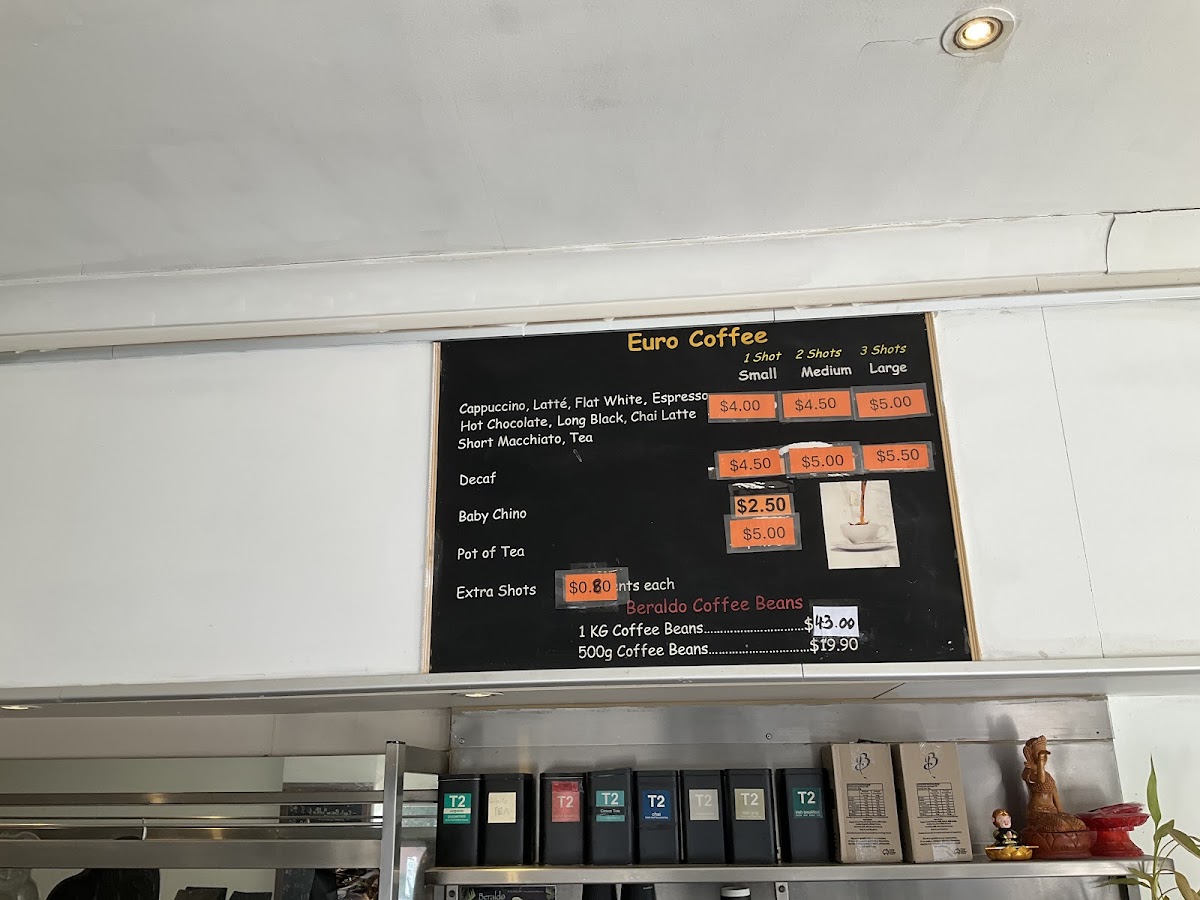 Euro Coffee
1 Shot 2 Shots 3 Shots
Small Medium Large
Cappuccino, Latté, Flat White, Espresso $4.00 $4.50 $5.00
Hot Chocolate, Long Black, Chai Latte
Short Macchiato, Tea
Decaf $4.50 $5.00 $5.50
Baby Chino $2.50
Pot of Tea $5.00
Extra Shots $0.80 ents each
Beraldo Coffee Beans
1 KG Coffee Beans............................$43.00
500g Coffee Beans............................$19.90
T2
T2
T2
T2
chai
T2
T2
T2
B
B
Beraldo